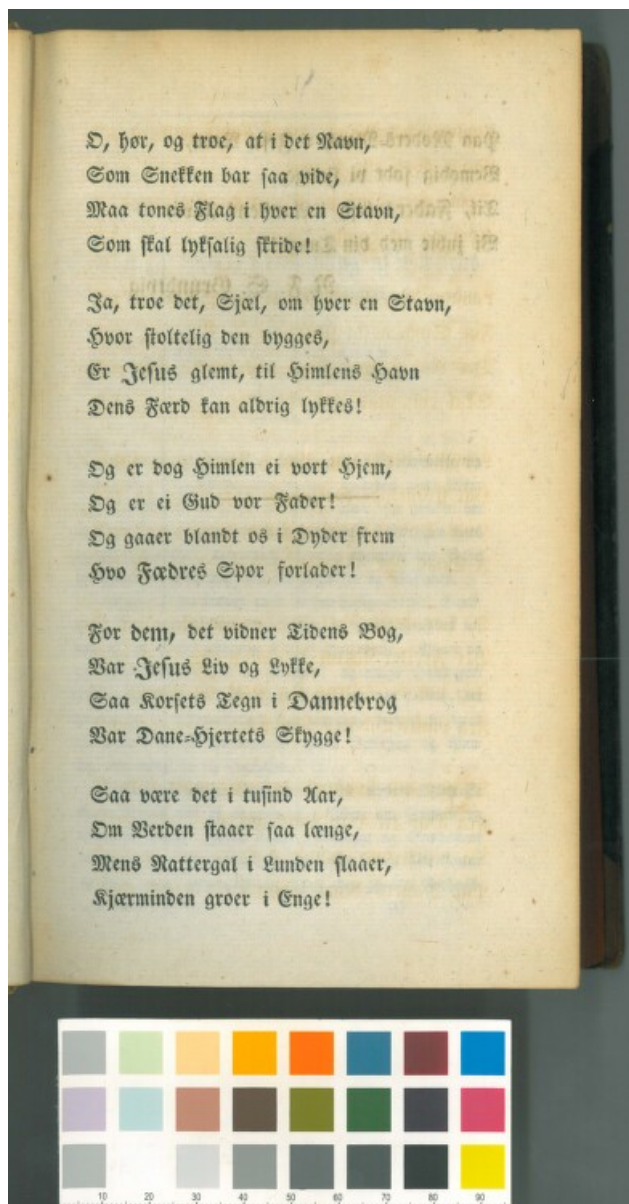 O, hør, og troe, at i det Navn,
Som Snekken bar saa vide,
Maa tones Flag i hver en Stavn,
Som skal lyksalig skride!
Ja, troe det, Sjæl, om hver en Stavn,
Hvor stoltelig den bygges,
Er Jesus glemt, til Himlens Havn
Dens Færd kan aldrig lykkes!
Og er dog Himlen ei vort Hjem,
Og er ei Gud vor Fader!
Og gaaer blandt os i Dyder frem
Hvo Fædres Spor forlader!
For dem, det vidner Tidens Bog,
Var Jesus Liv og Lykke,
Saa Korsets Tegn i Dannebrog
Var Dane-Hjertets Skygge!
Saa være det i tusind Aar,
Om Verden staaer saa længe,
Mens Nattergal i Lunden slaaer,
Kjærminden groer i Enge!
10 20 30 40 50 60 70 80 90